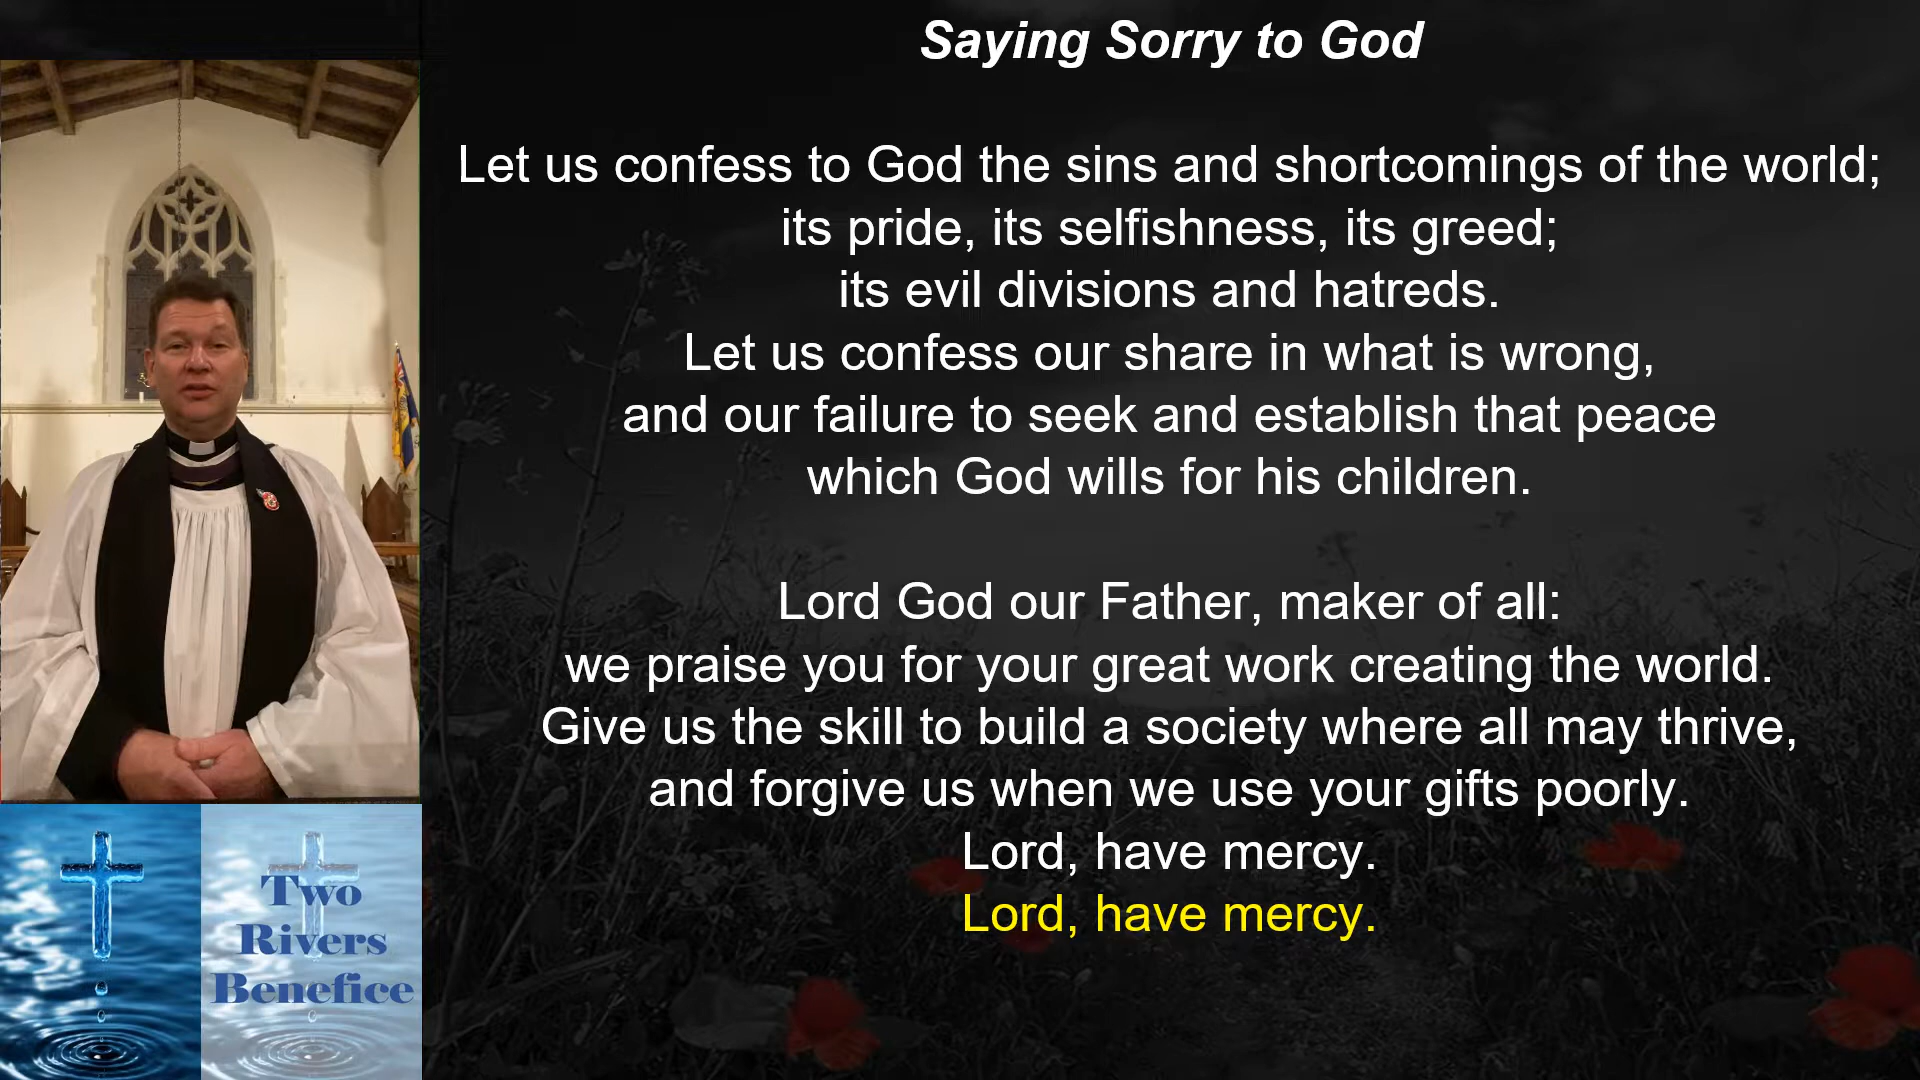 Saying Sorry to God
Let us confess to God the sins and shortcomings of the world;
its pride, its selfishness, its greed;
its evil divisions and hatreds.
Let us confess our share in what is wrong,
and our failure to seek and establish that peace
which God wills for his children.
Lord God our Father, maker of all:
we praise you for your great work creating the world.
Give us the skill to build a society where all may thrive,
and forgive us when we use your gifts poorly.
Lord, have mercy.
Lord, have mercy.
Two
Rivers
Benefice